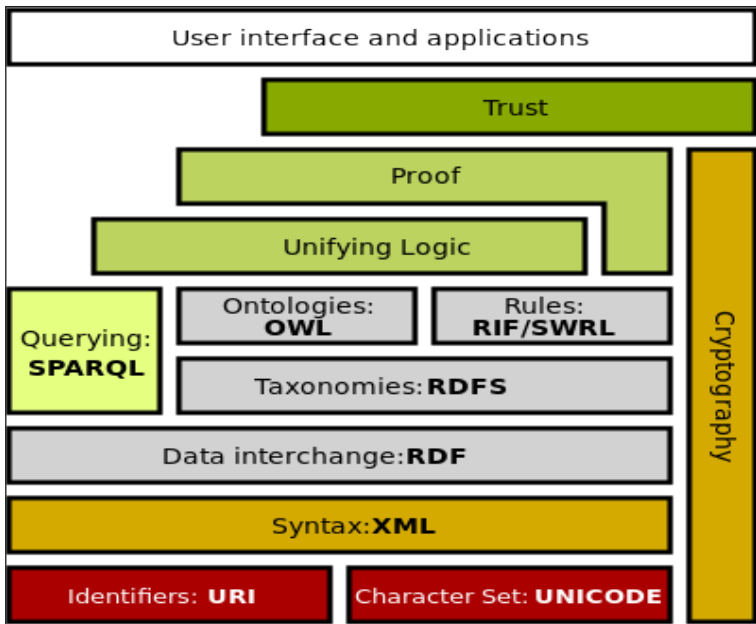 User interface and applications
Trust
Proof
Unifying Logic
Ontologies:
OWL
Rules:
RIF/SWRL
Querying:
SPARQL
Taxonomies:RDFS
Data interchange:RDF
Syntax:XML
Identifiers: URI
Character Set: UNICODE
Cryptography